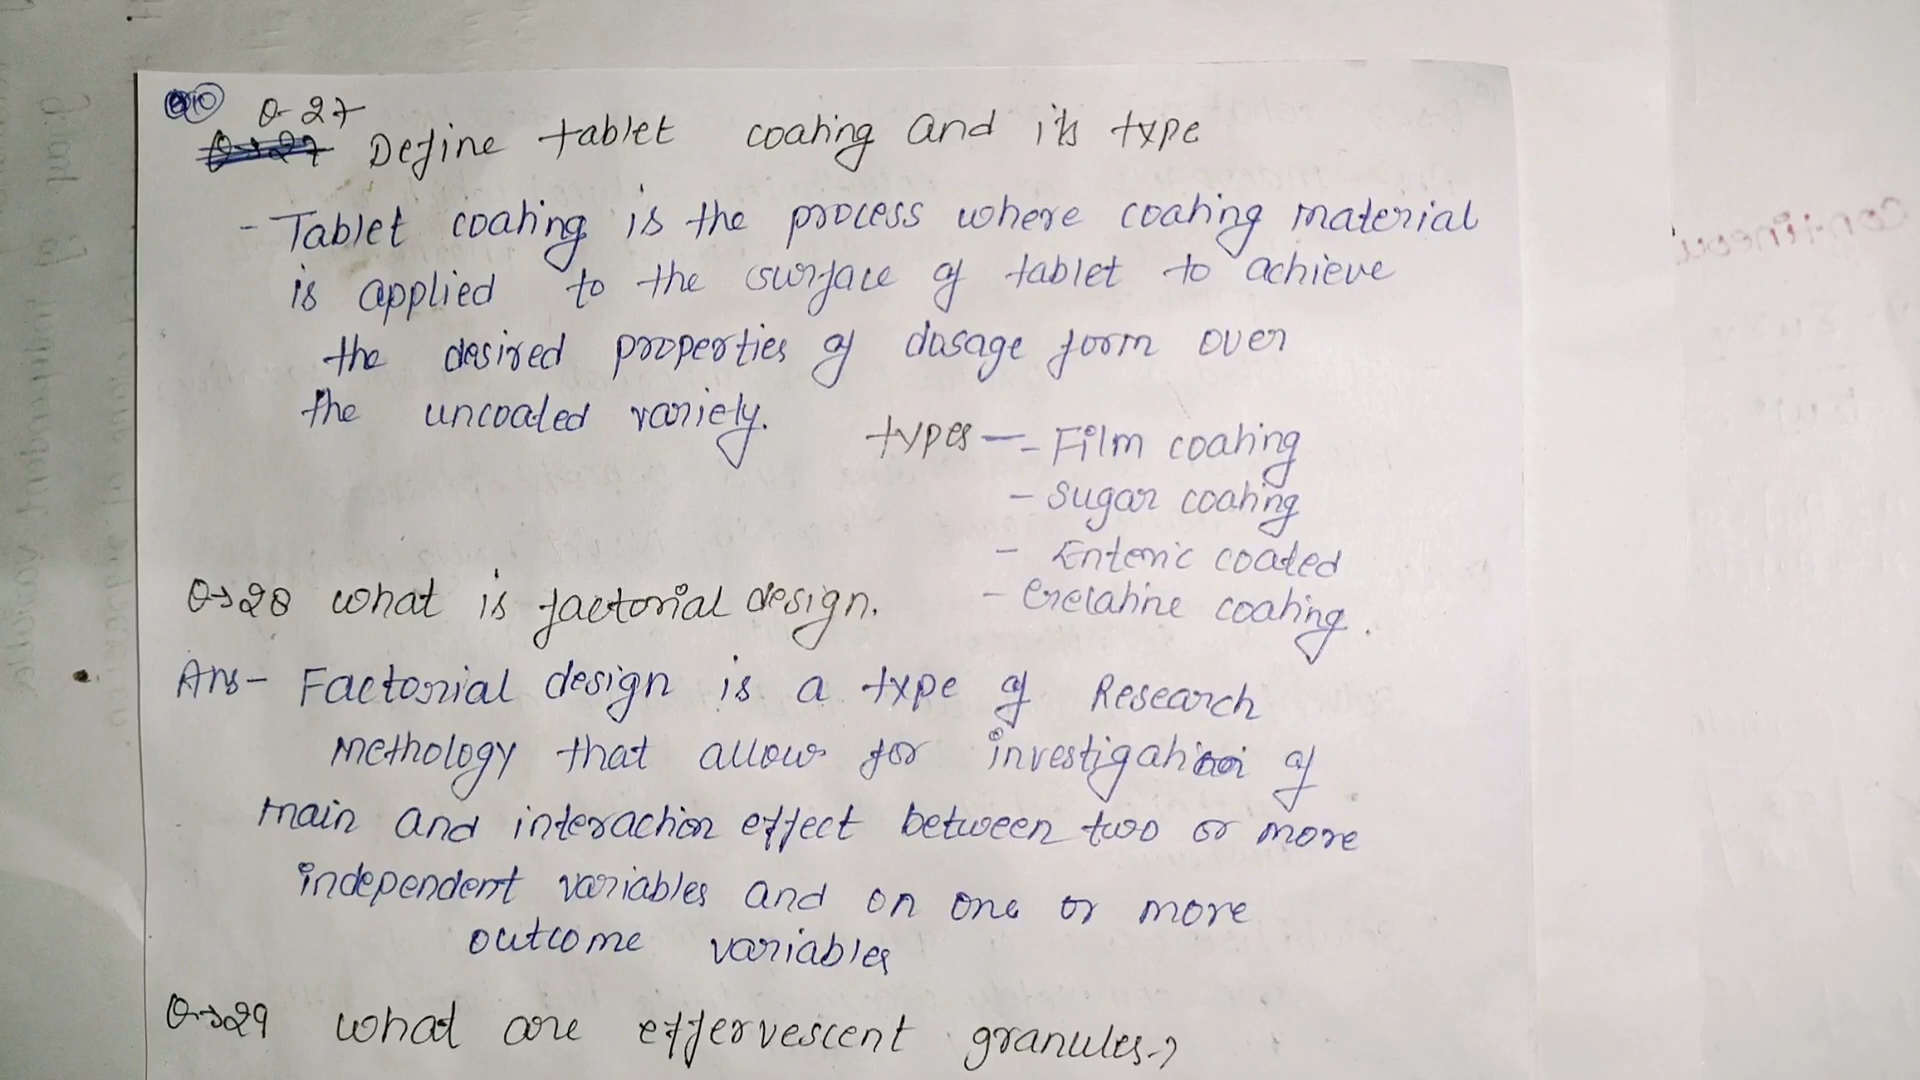 10
Q-27
Q→27 Define tablet coating and its type
- Tablet coating is the process where coating material
is applied to the surface of tablet to achieve
the desired properties of dosage form over
the uncoated variety.
types — - Film coating
- sugar coating
- Enteric coated
- Gelatine coating.
Q→28 what is factorial design.
Ans- Factorial design is a type of Research
methology that allow for investigation of
main and interaction effect between two or more
independent variables and on one or more
outcome variables
Q→29 what are effervescent granules?